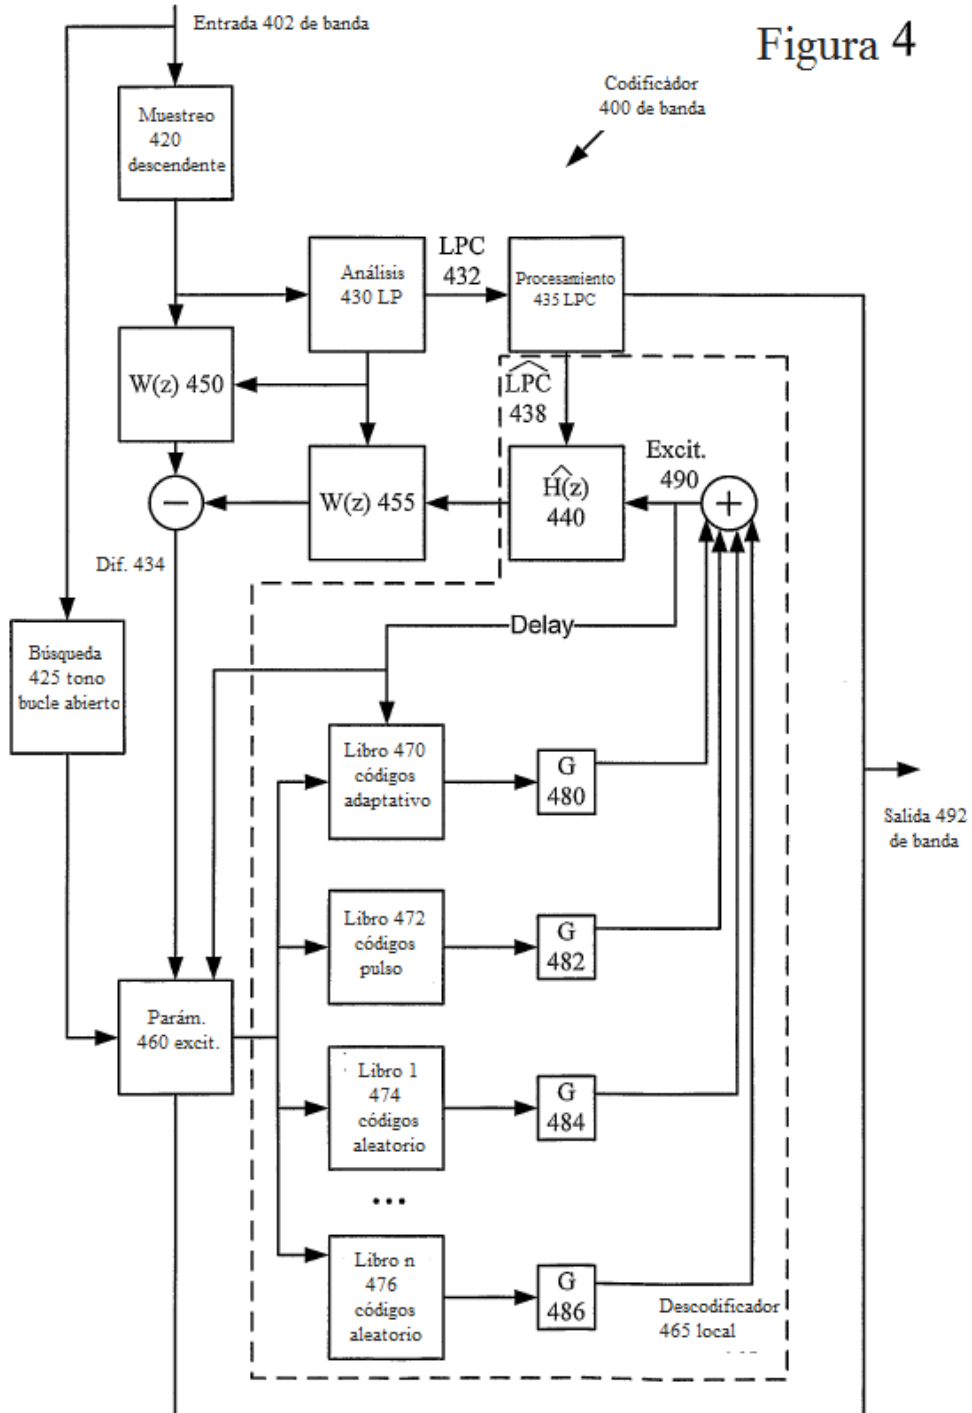 Entrada 402 de banda
Figura 4
Codificádor
400 de banda
Muestreo
420
descendente
Análisis
430 LP
LPC
432
Procesamiento
435 LPC
W(z) 450
LPC
438
W(z) 455
Ĥ(z)
440
Excit.
490
+
−
Dif. 434
Delay
Búsqueda
425 tono
bucle abierto
Libro 470
códigos
adaptativo
G
480
Salida 492
de banda
Libro 472
códigos
pulso
G
482
Parám.
460 excit.
Libro 1
474
códigos
aleatorio
G
484
...
Libro n
476
códigos
aleatorio
G
486
Descodificador
465 local